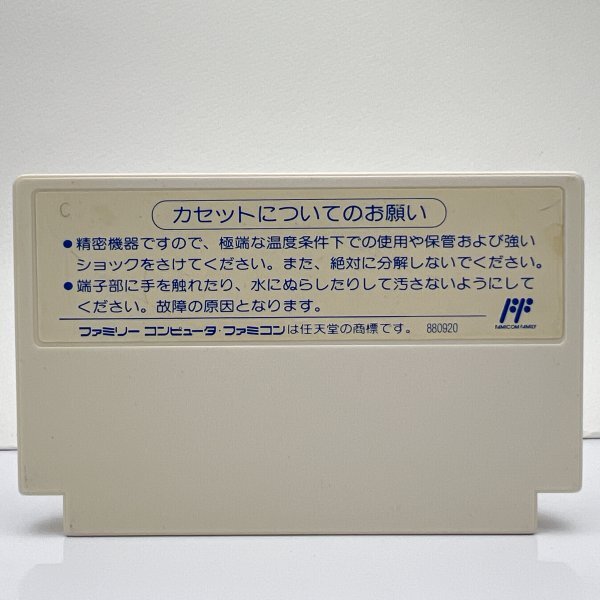 C
カセットについてのお願い
●精密機器ですので、極端な温度条件下での使用や保管および強い
ショックをさけてください。また、絶対に分解しないでください。
●端子部に手を触れたり、水にぬらしたりして汚さないようにして
ください。故障の原因となります。
ファミリー コンピュータ・ファミコンは任天堂の商標です。 880920
FAMICOM FAMILY